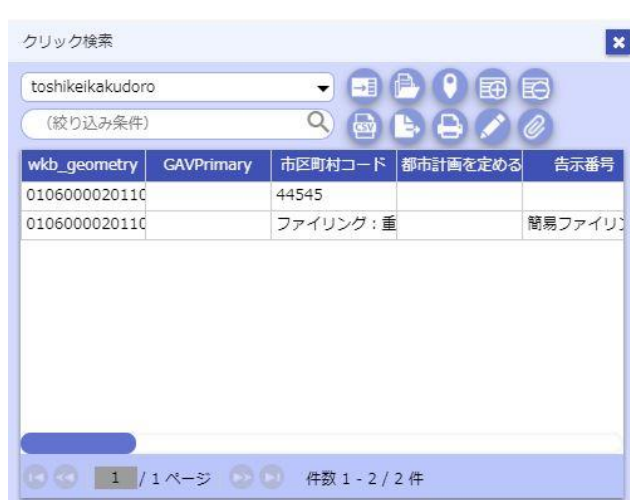 クリック検索
toshikeikakudoro
(絞り込み条件)
CSV
wkb_geometry GAVPrimary 市区町村コード 都市計画を定める 告示番号
0106000020110 44545
0106000020110 ファイリング:重 簡易ファイリン
1 / 1 ページ 件数 1 - 2 / 2 件